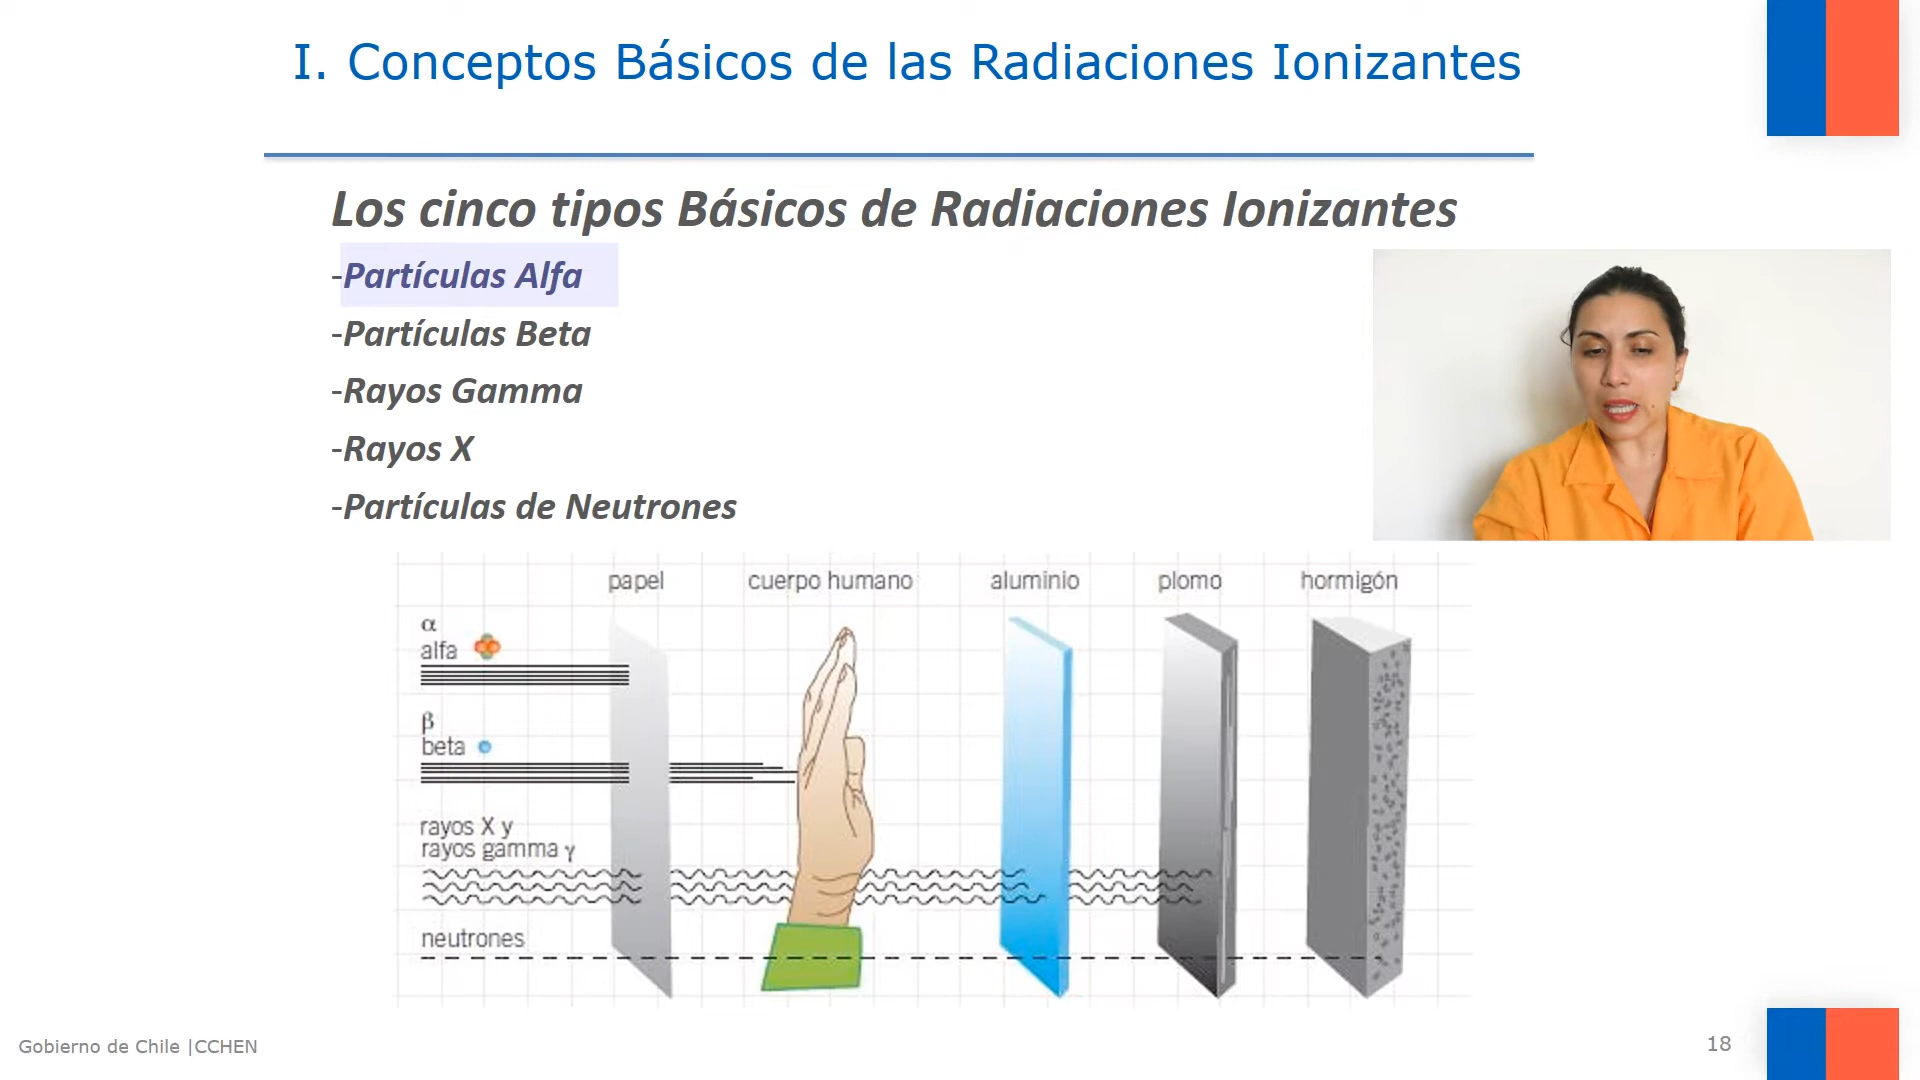 I. Conceptos Básicos de las Radiaciones Ionizantes
Los cinco tipos Básicos de Radiaciones Ionizantes
-Partículas Alfa
-Partículas Beta
-Rayos Gamma
-Rayos X
-Partículas de Neutrones
papel
cuerpo humano
aluminio
plomo
hormigón
α
alfa
β
beta
rayos X y
rayos gamma γ
neutrones
Gobierno de Chile |CCHEN
18